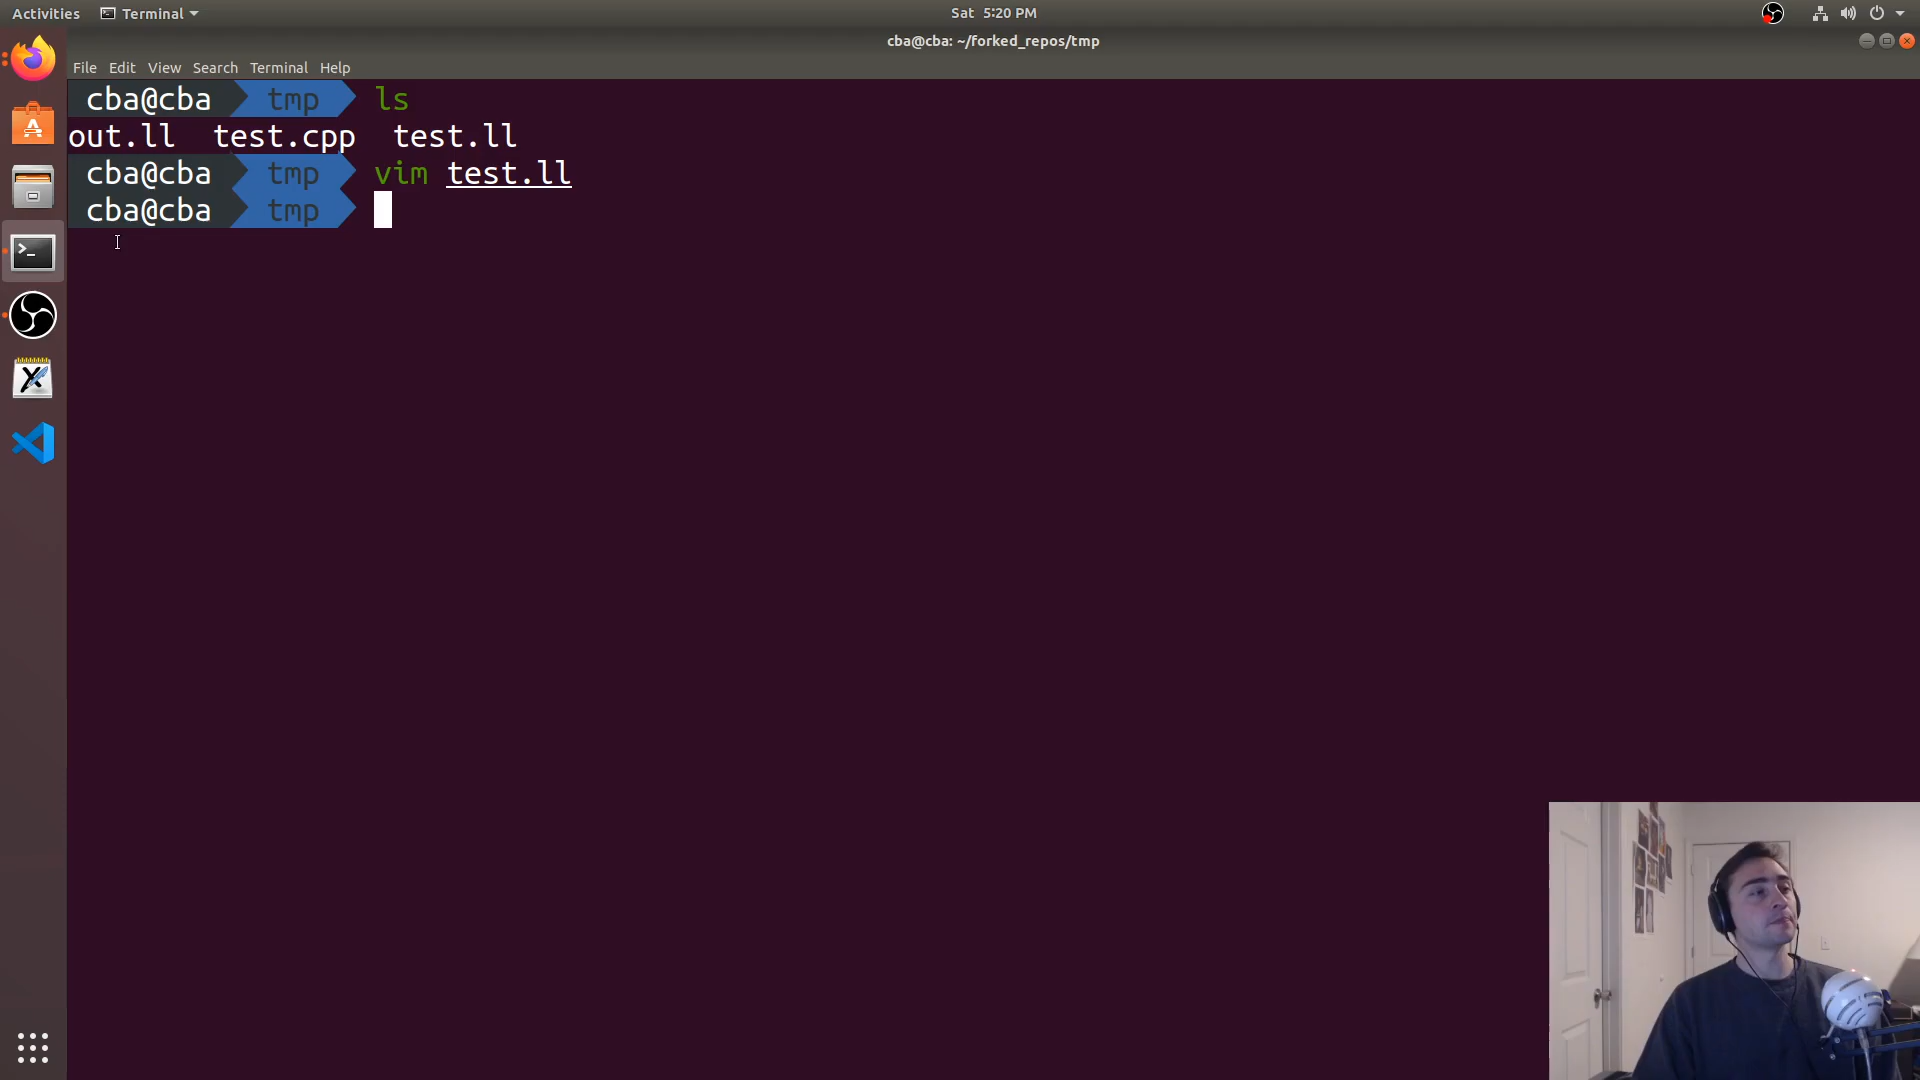 Activities Terminal Sat 5:20 PM
cba@cba: ~/forked_repos/tmp
File Edit View Search Terminal Help
cba@cba tmp ls
out.ll test.cpp test.ll
cba@cba tmp vim test.ll
cba@cba tmp